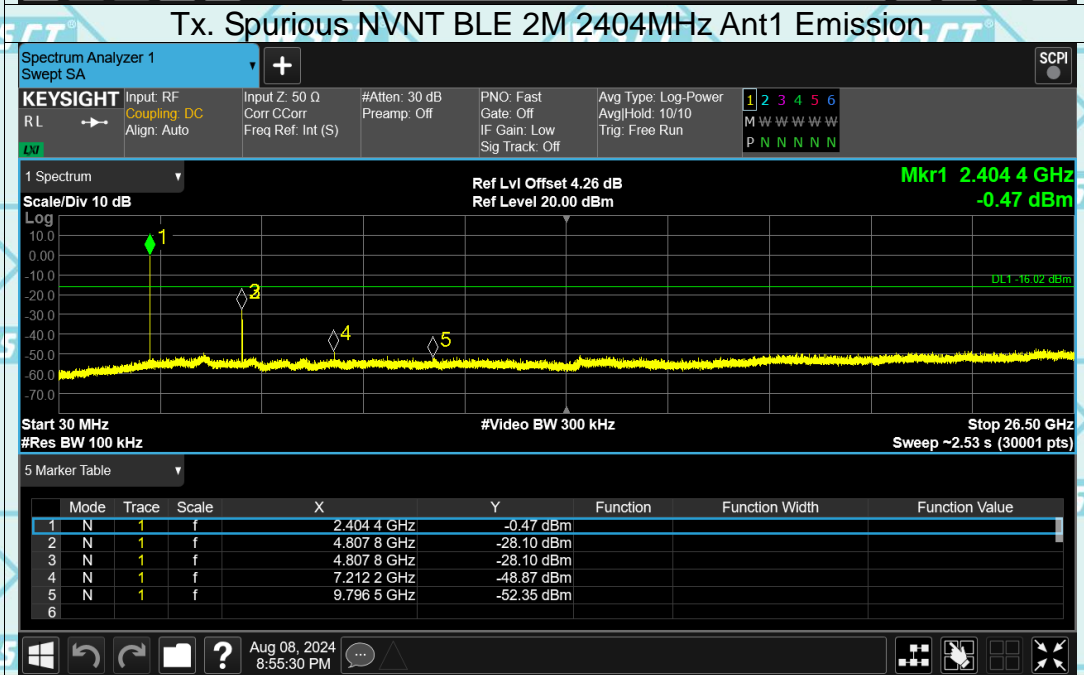 Tx. Spurious NVNT BLE 2M 2404MHz Ant1 Emission
Spectrum Analyzer 1
Swept SA
SCPI
KEYSIGHT
RL
LXI
Input: RF
Coupling: DC
Align: Auto
Input Z: 50 Ω
Corr CCorr
Freq Ref: Int (S)
#Atten: 30 dB
Preamp: Off
PNO: Fast
Gate: Off
IF Gain: Low
Sig Track: Off
Avg Type: Log-Power
Avg|Hold: 10/10
Trig: Free Run
1 2 3 4 5 6
M W W W W W
P N N N N N
1 Spectrum
Scale/Div 10 dB
Ref Lvl Offset 4.26 dB
Ref Level 20.00 dBm
Mkr1 2.404 4 GHz
-0.47 dBm
Log
10.0
0.00
-10.0
-20.0
-30.0
-40.0
-50.0
-60.0
-70.0
1
3
4
5
DL1 -16.02 dBm
Start 30 MHz
#Res BW 100 kHz
#Video BW 300 kHz
Stop 26.50 GHz
Sweep ~2.53 s (30001 pts)
5 Marker Table
Mode Trace Scale X Y Function Function Width Function Value
1 N 1 f 2.404 4 GHz -0.47 dBm
2 N 1 f 4.807 8 GHz -28.10 dBm
3 N 1 f 4.807 8 GHz -28.10 dBm
4 N 1 f 7.212 2 GHz -48.87 dBm
5 N 1 f 9.796 5 GHz -52.35 dBm
6
Aug 08, 2024
8:55:30 PM